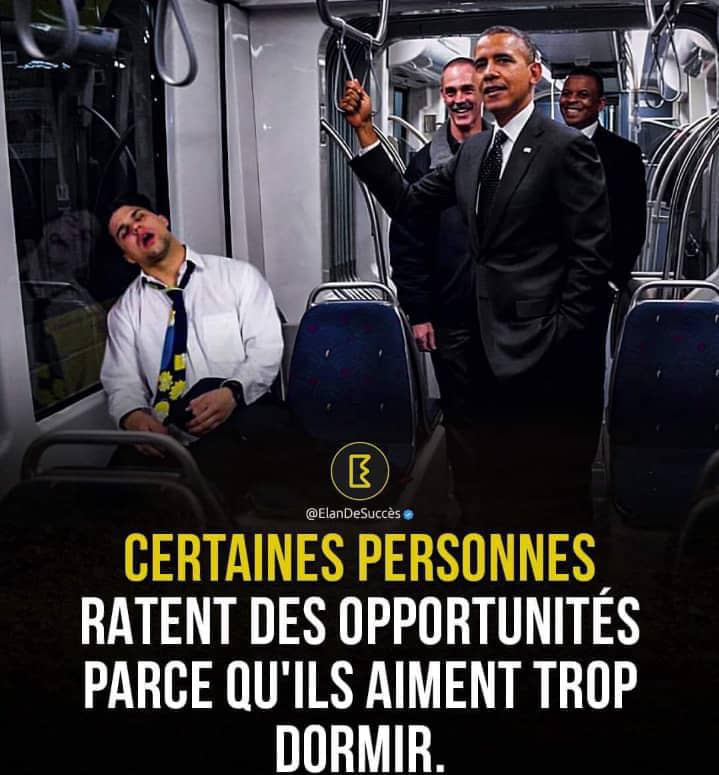 @ElanDeSuccès
CERTAINES PERSONNES
RATENT DES OPPORTUNITÉS
PARCE QU'ILS AIMENT TROP
DORMIR.